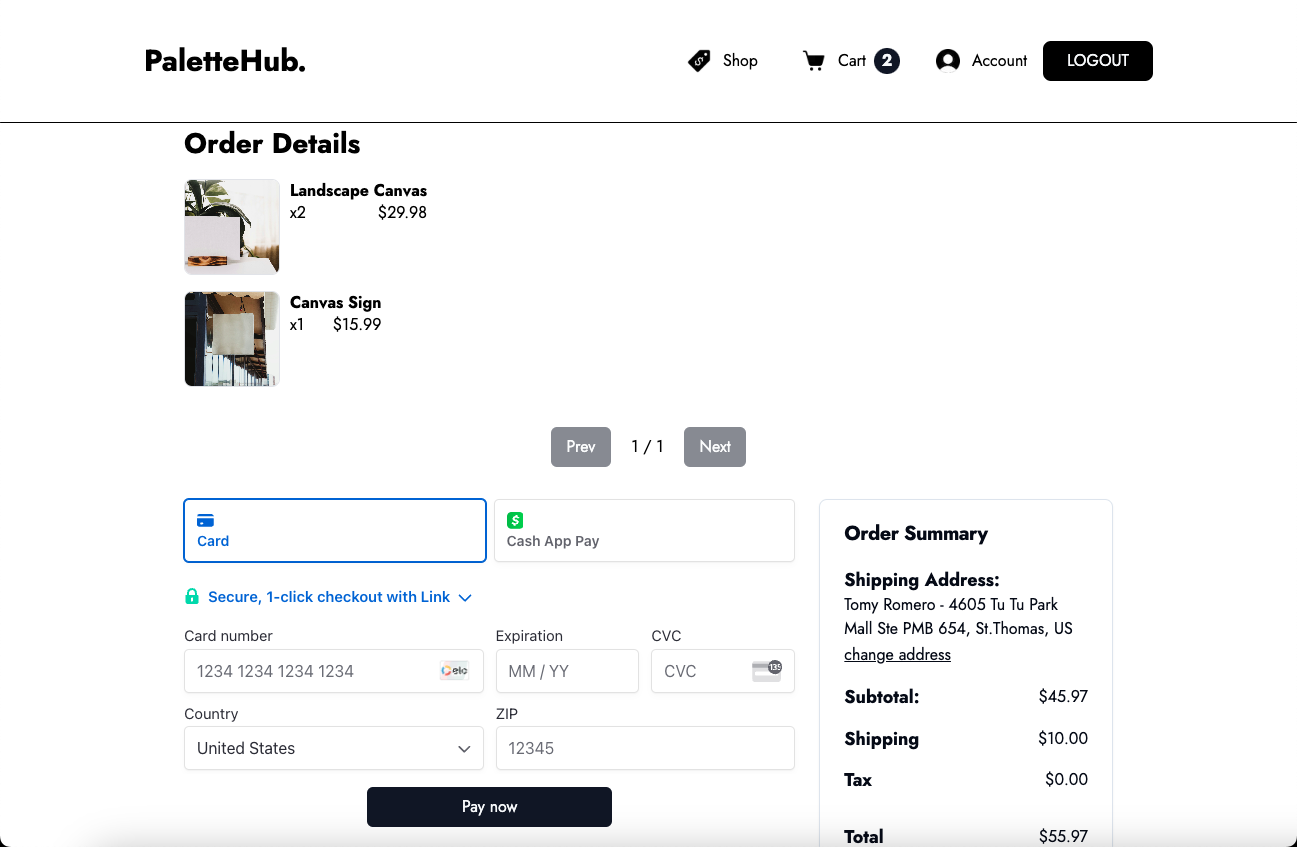 PaletteHub.
Shop
Cart 2
Account
LOGOUT
Order Details
Landscape Canvas
x2 $29.98
Canvas Sign
x1 $15.99
Prev 1 / 1 Next
Card
Cash App Pay
Secure, 1-click checkout with Link
Card number
1234 1234 1234 1234
elo
Expiration
MM / YY
CVC
CVC
135
Country
United States
ZIP
12345
Pay now
Order Summary
Shipping Address:
Tomy Romero - 4605 Tu Tu Park
Mall Ste PMB 654, St.Thomas, US
change address
Subtotal: $45.97
Shipping $10.00
Tax $0.00
Total $55.97